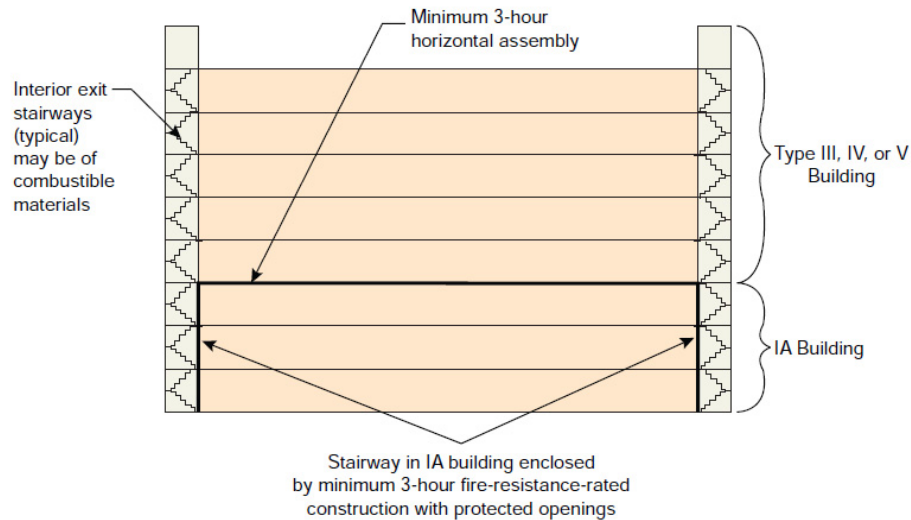 Minimum 3-hour
horizontal assembly
Interior exit
stairways
(typical)
may be of
combustible
materials
Type III, IV, or V
Building
IA Building
Stairway in IA building enclosed
by minimum 3-hour fire-resistance-rated
construction with protected openings